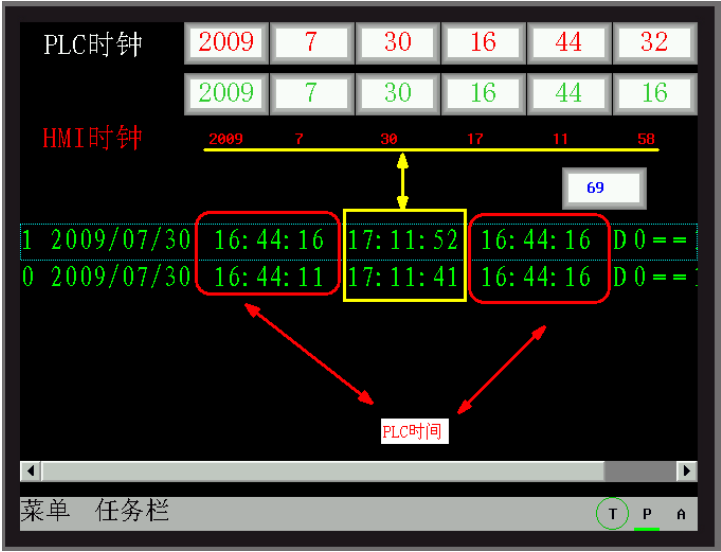 PLC时钟 2009 7 30 16 44 32
2009 7 30 16 44 16
HMI时钟 2009 7 30 17 11 58
69
1 2009/07/30 16:44:16 17:11:52 16:44:16 D0==
0 2009/07/30 16:44:11 17:11:41 16:44:16 D0==
PLC时间
菜单 任务栏 T P A